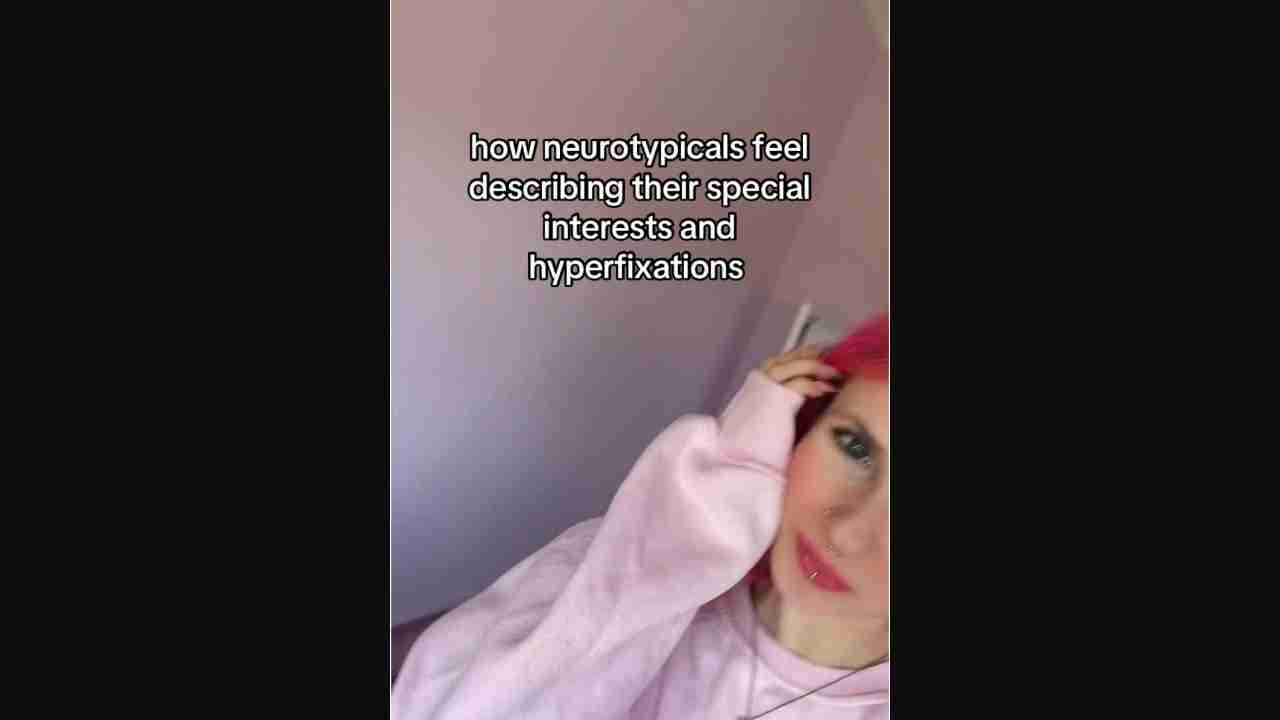 how neurotypicals feel
describing their special
interests and
hyperfixations